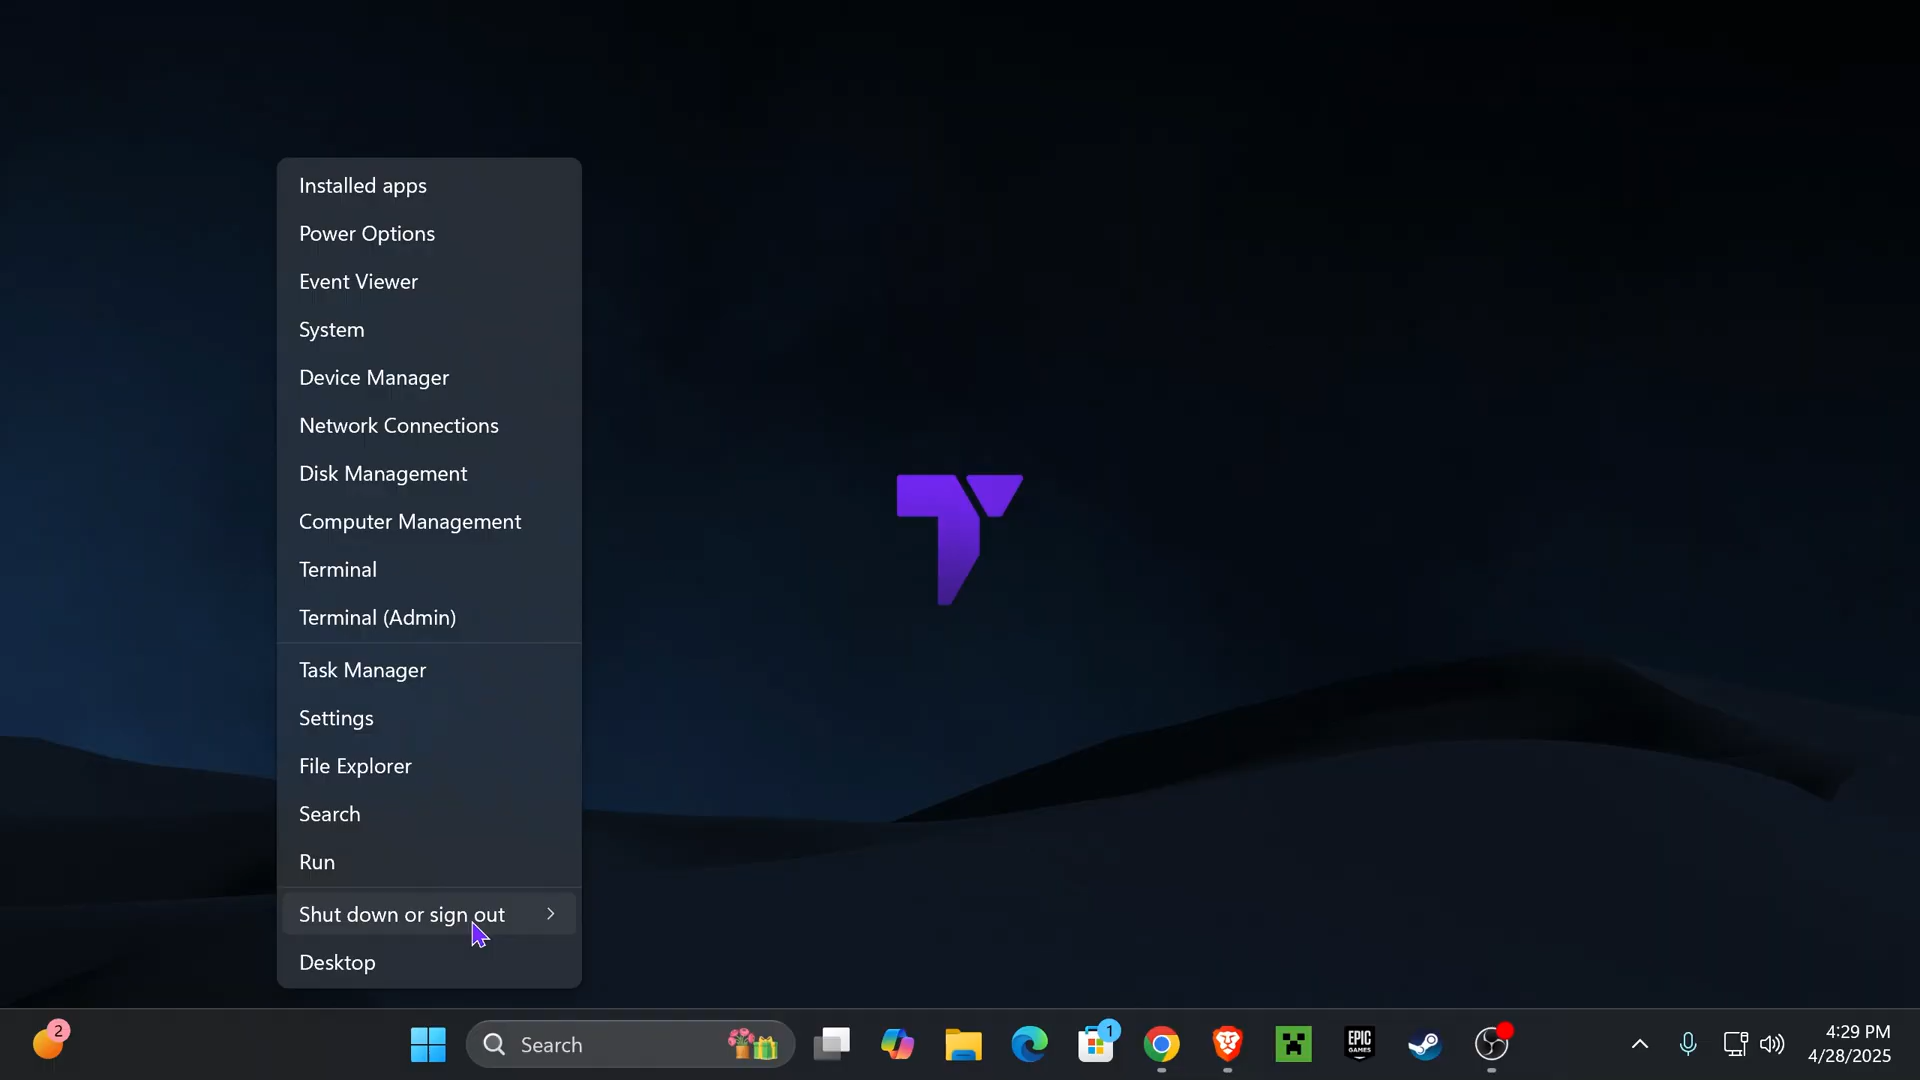 Installed apps
Power Options
Event Viewer
System
Device Manager
Network Connections
Disk Management
Computer Management
Terminal
Terminal (Admin)
Task Manager
Settings
File Explorer
Search
Run
Shut down or sign out
Desktop
2
Search
1
EPIC
GAMES
4:29 PM
4/28/2025